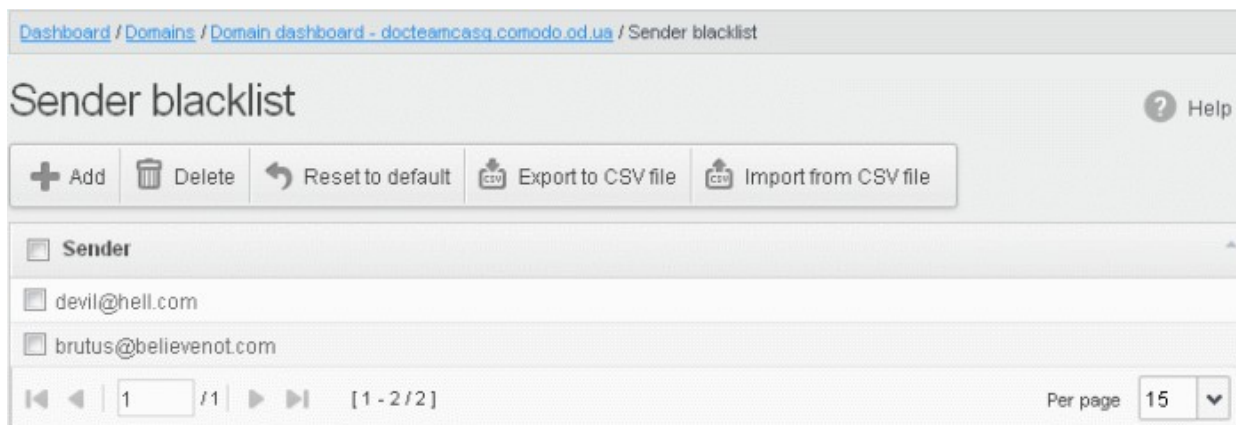 Dashboard / Domains / Domain dashboard - docteamcasq.comodo.od.ua / Sender blacklist
Sender blacklist
Help
Add Delete Reset to default CSV Export to CSV file CSV Import from CSV file
Sender
devil@hell.com
brutus@believenot.com
1 / 1 [ 1 - 2 / 2 ] Per page 15